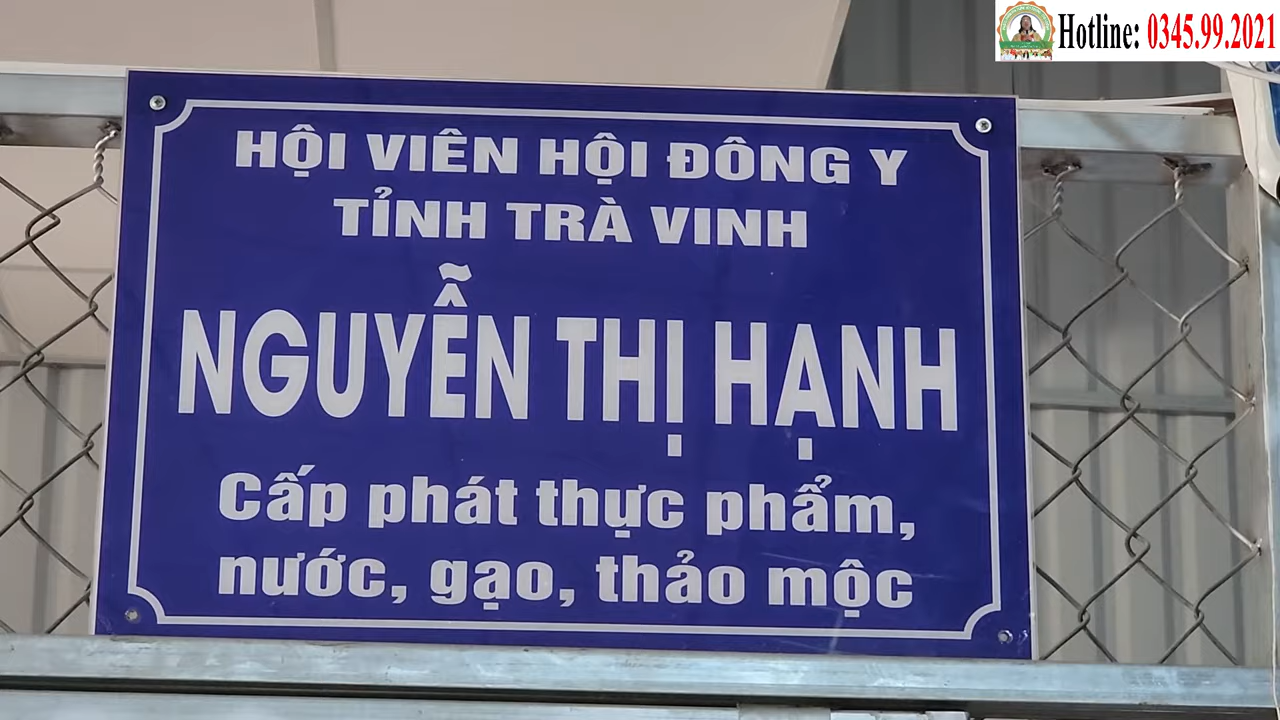 Hotline: 0345.99.2021
HỘI VIÊN HỘI ĐÔNG Y
TỈNH TRÀ VINH
NGUYỄN THỊ HẠNH
Cấp phát thực phẩm,
nước, gạo, thảo mộc